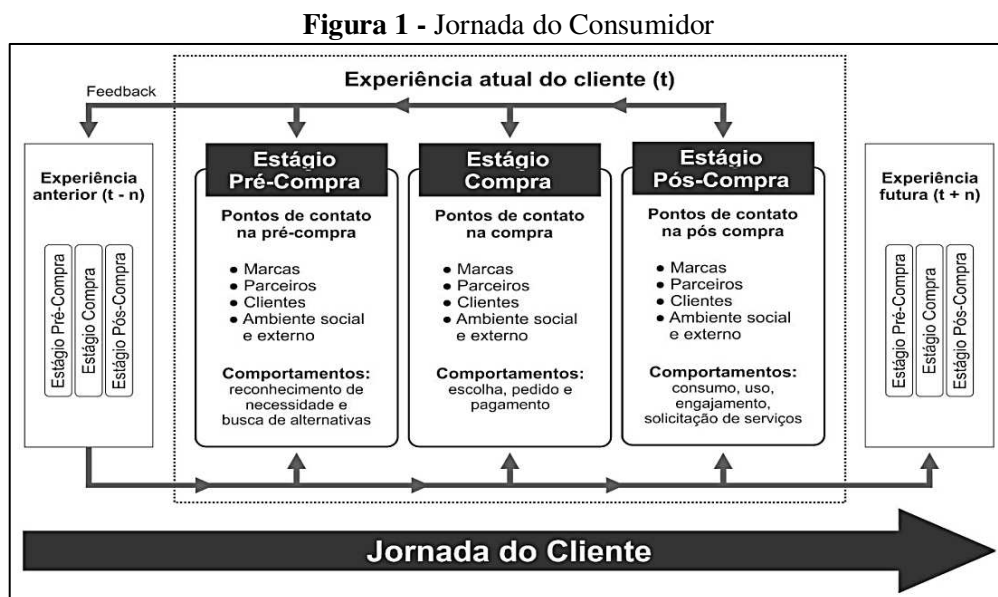 Figura 1 - Jornada do Consumidor
Experiência atual do cliente (t)
Feedback
Experiência
anterior (t - n)
Estágio Pré-Compra
Estágio Compra
Estágio Pós-Compra
Estágio
Pré-Compra
Pontos de contato
na pré-compra
● Marcas
● Parceiros
● Clientes
● Ambiente social
e externo
Comportamentos:
reconhecimento de
necessidade e
busca de alternativas
Estágio
Compra
Pontos de contato
na compra
● Marcas
● Parceiros
● Clientes
● Ambiente social
e externo
Comportamentos:
escolha, pedido e
pagamento
Estágio
Pós-Compra
Pontos de contato
na pós compra
● Marcas
● Parceiros
● Clientes
● Ambiente social
e externo
Comportamentos:
consumo, uso,
engajamento,
solicitação de serviços
Experiência
futura (t + n)
Estágio Pré-Compra
Estágio Compra
Estágio Pós-Compra
Jornada do Cliente